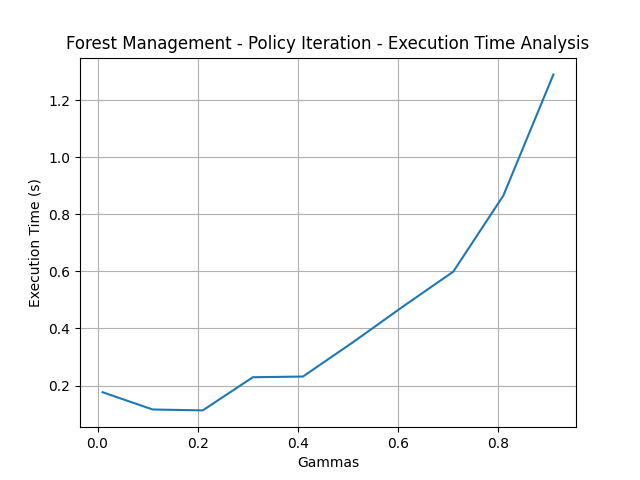 Forest Management - Policy Iteration - Execution Time Analysis
Execution Time (s)
1.2
1.0
0.8
0.6
0.4
0.2
0.0 0.2 0.4 0.6 0.8
Gammas